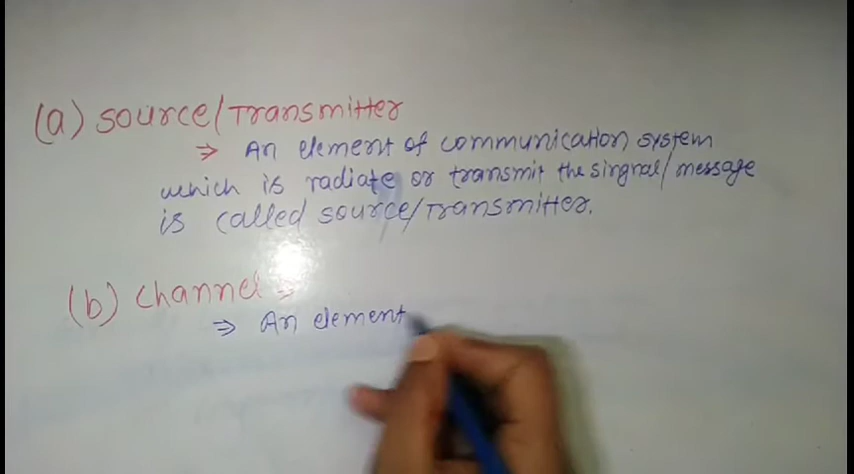 (a) Source/Transmitter
⇒ An element of communication system
which is radiate or transmit the singnal/message
is called source/Transmitter.
(b) Channel ⇒
⇒ An element